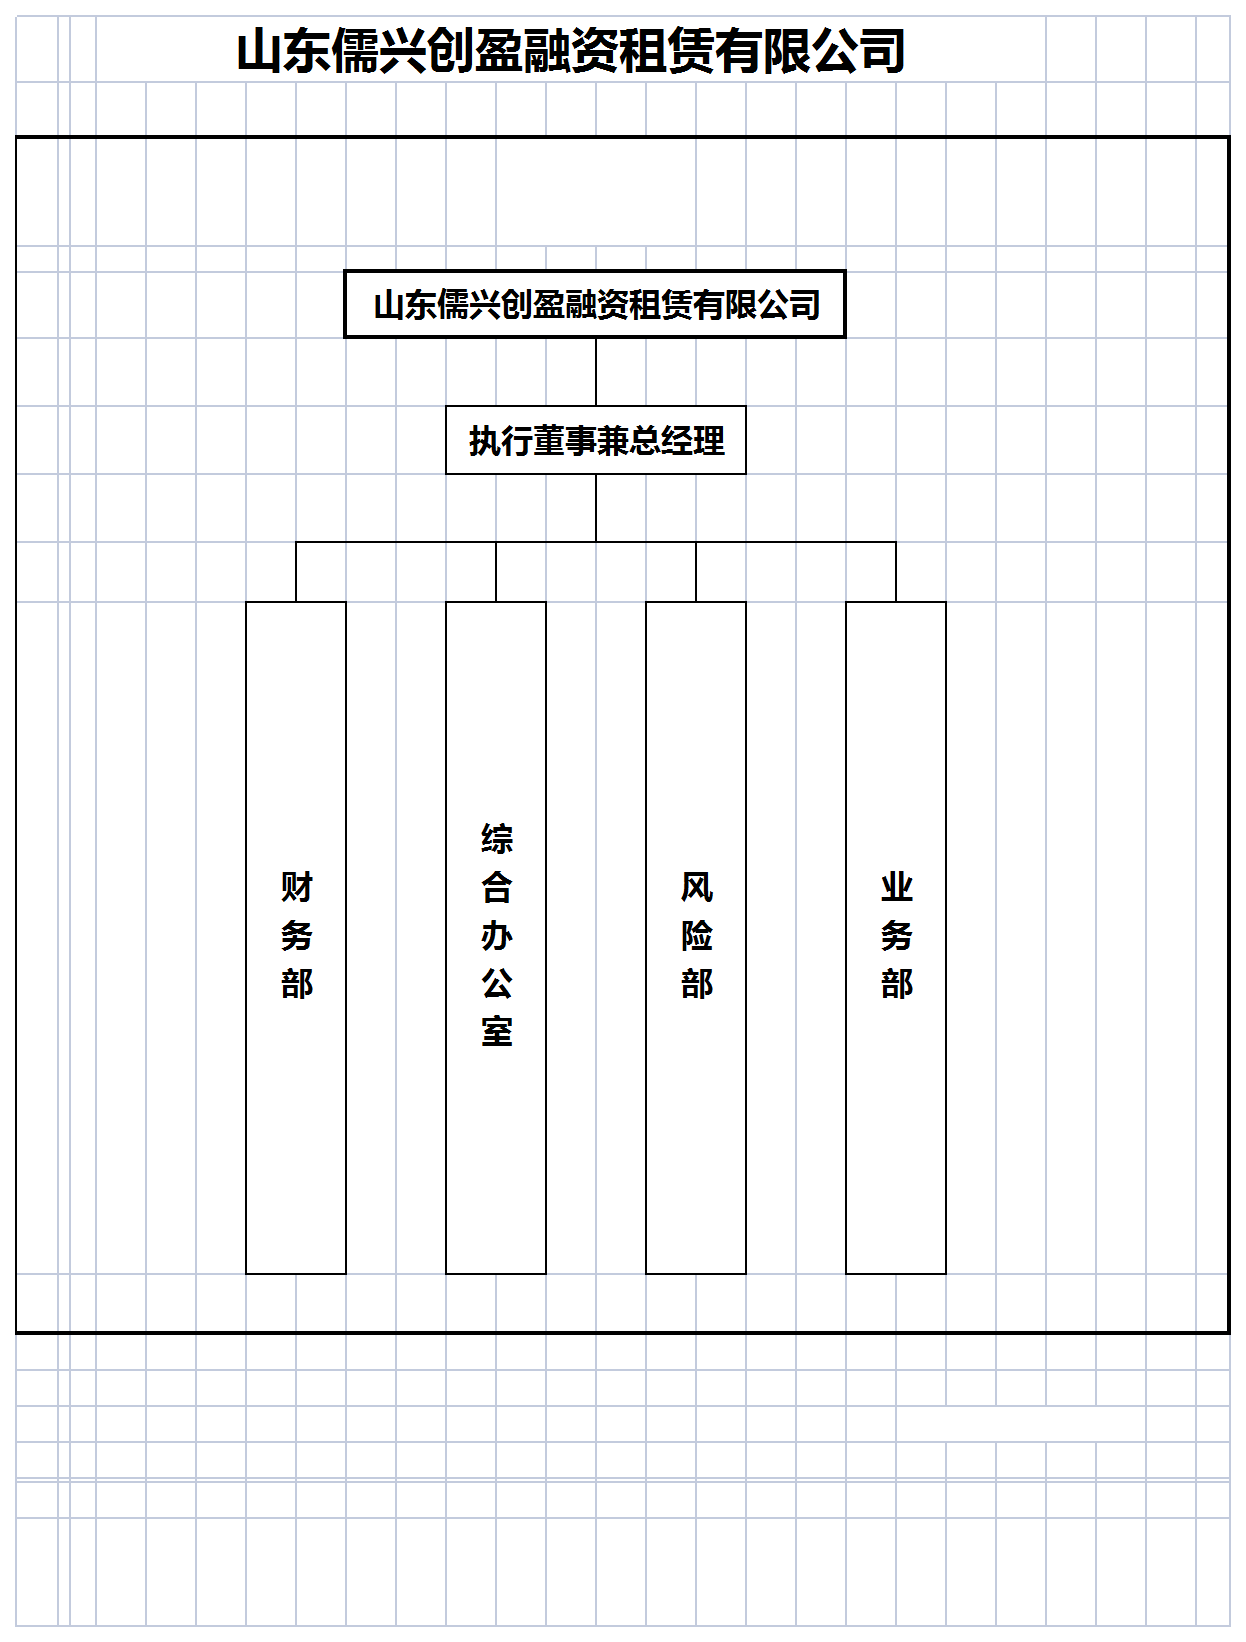 山东儒兴创盈融资租赁有限公司
山东儒兴创盈融资租赁有限公司
执行董事兼总经理
财务部
综合办公室
风险部
业务部